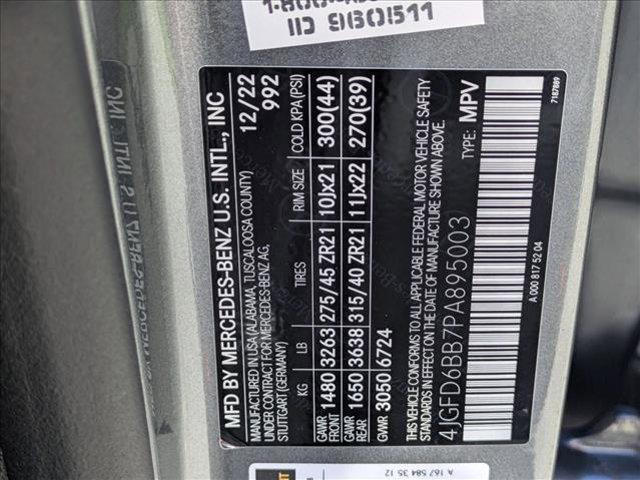 ID 9601511
MFD BY MERCEDES-BENZ U.S. INTL., INC
MANUFACTURED IN USA (ALABAMA, TUSCALOOSA COUNTY)
UNDER CONTRACT FOR MERCEDES-BENZ AG,
STUTTGART (GERMANY)
12/22
992
KG LB TIRES RIM SIZE COLD KPA (PSI)
GAWR FRONT 1480 3263 275/45 ZR21 10Jx21 300(44)
GAWR REAR 1650 3638 315/40 ZR21 11Jx22 270(39)
GVWR 3050 6724
THIS VEHICLE CONFORMS TO ALL APPLICABLE FEDERAL MOTOR VEHICLE SAFETY
STANDARDS IN EFFECT ON THE DATE OF MANUFACTURE SHOWN ABOVE.
4JGFD6BB7PA895003 TYPE: MPV
A 000 817 52 04
7187889
A 167 584 35 12